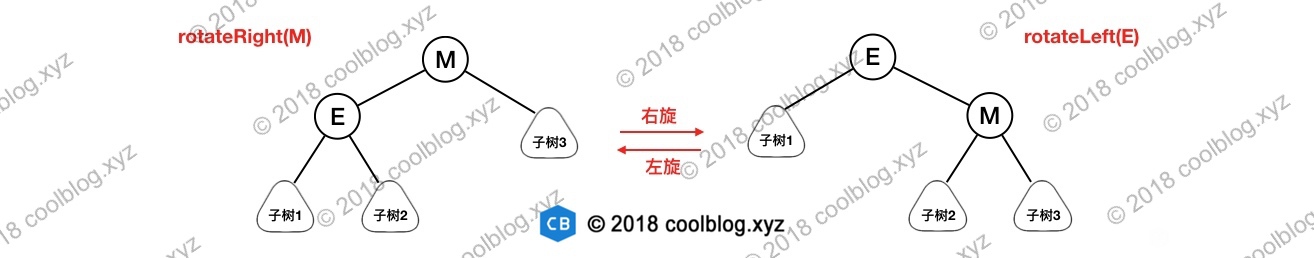 rotateRight(M)
M
E
子树3
子树1
子树2
右旋
左旋
CB © 2018 coolblog.xyz
rotateLeft(E)
E
子树1
M
子树2
子树3
© 2018 coolblog.xyz